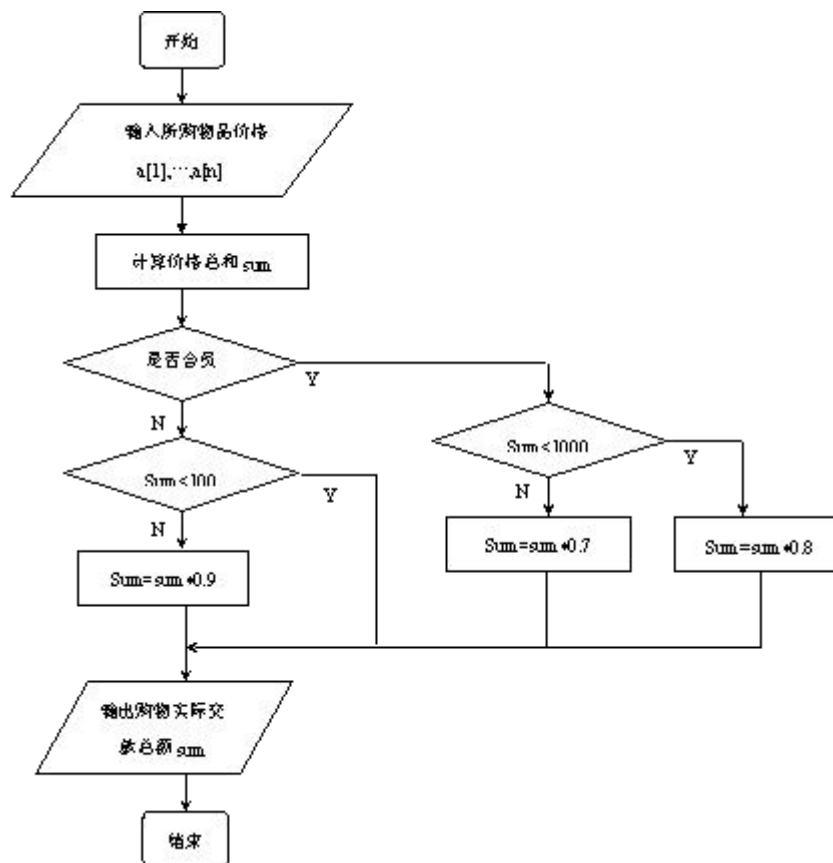 开始
输入所购物品价格
a[1],…,a[n]
计算价格总和sum
是否会员
Y
N
Sum<1000
Sum<100
Y
Y
N
N
Sum=sum*0.7
Sum=sum*0.8
Sum=sum*0.9
输出购物实际交
款总额sum
结束